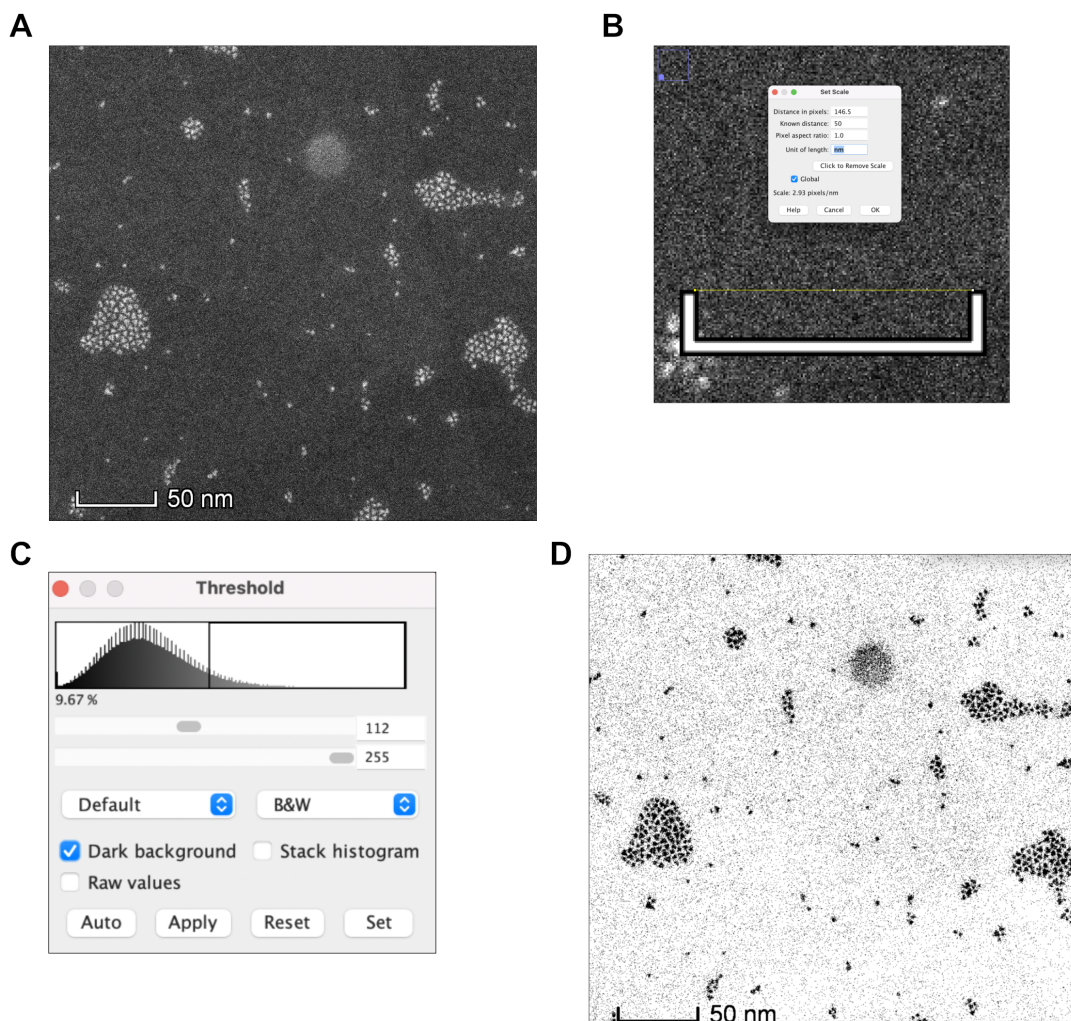 A
B
50 nm
Set Scale
Distance in pixels: 146.5
Known distance: 50
Pixel aspect ratio: 1.0
Unit of length: nm
Click to Remove Scale
Global
Scale: 2.93 pixels/nm
Help Cancel OK
C
D
Threshold
9.67 %
112
255
Default B&W
Dark background Stack histogram
Raw values
Auto Apply Reset Set
50 nm